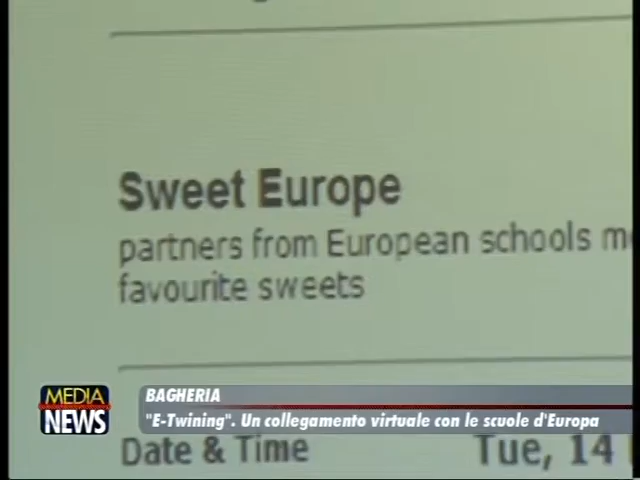 Sweet Europe
partners from European schools
favourite sweets
MEDIA
NEWS
BAGHERIA
"E-Twining". Un collegamento virtuale con le scuole d'Europa
Date & Time
Tue, 14